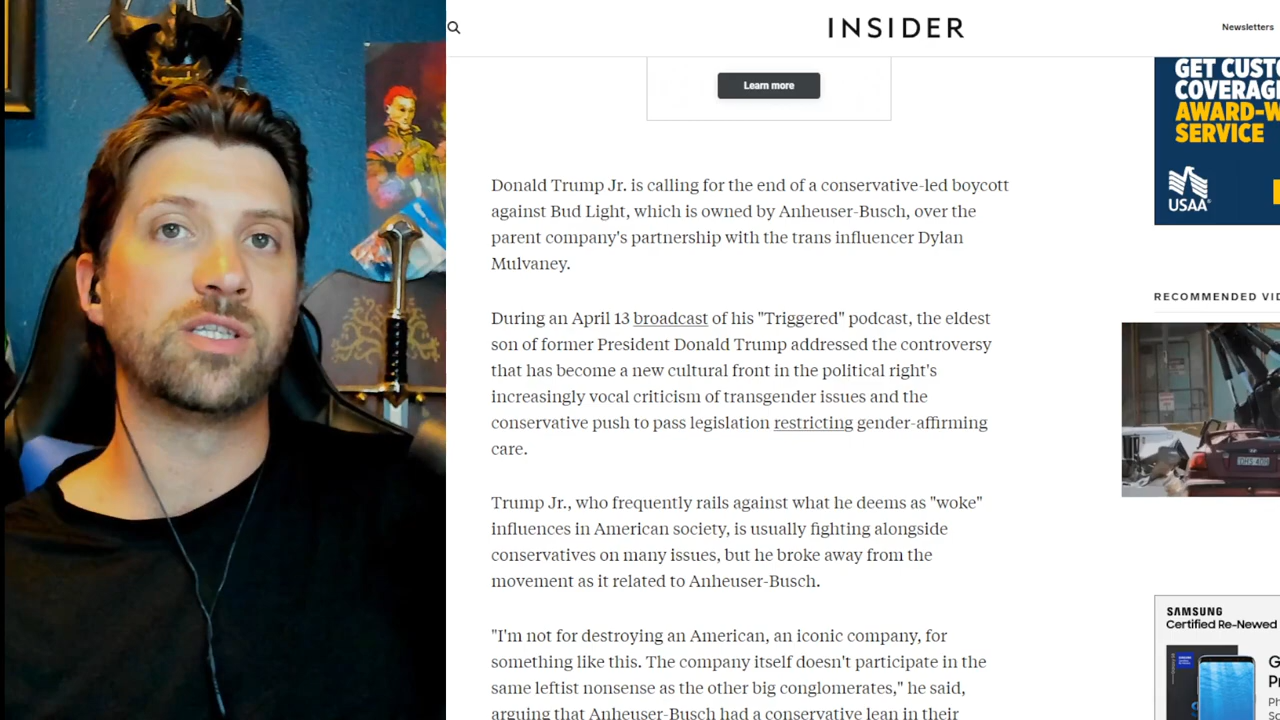 INSIDER
Newsletters
Learn more
GET CUST
COVERAG
AWARD-W
SERVICE
USAA
Donald Trump Jr. is calling for the end of a conservative-led boycott
against Bud Light, which is owned by Anheuser-Busch, over the
parent company's partnership with the trans influencer Dylan
Mulvaney.
During an April 13 broadcast of his "Triggered" podcast, the eldest
son of former President Donald Trump addressed the controversy
that has become a new cultural front in the political right's
increasingly vocal criticism of transgender issues and the
conservative push to pass legislation restricting gender-affirming
care.
RECOMMENDED VID
Trump Jr., who frequently rails against what he deems as "woke"
influences in American society, is usually fighting alongside
conservatives on many issues, but he broke away from the
movement as it related to Anheuser-Busch.
"I'm not for destroying an American, an iconic company, for
something like this. The company itself doesn't participate in the
same leftist nonsense as the other big conglomerates," he said,
arguing that Anheuser-Busch had a conservative lean in their
SAMSUNG
Certified Re-Newed
G
Pr
Ph